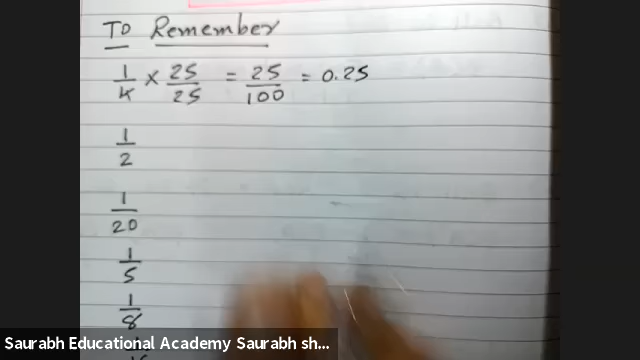 To Remember
1/4 × 25/25 = 25/100 = 0.25
1/2
1/20
1/5
1/8
Saurabh Educational Academy Saurabh sh...